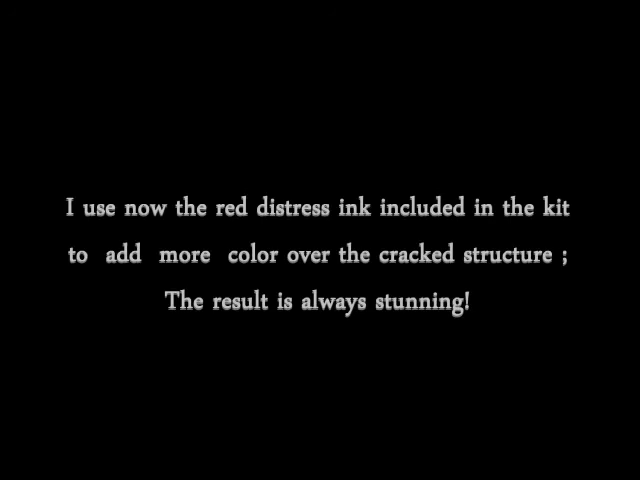 I use now the red distress ink included in the kit
to add more color over the cracked structure ;
The result is always stunning!